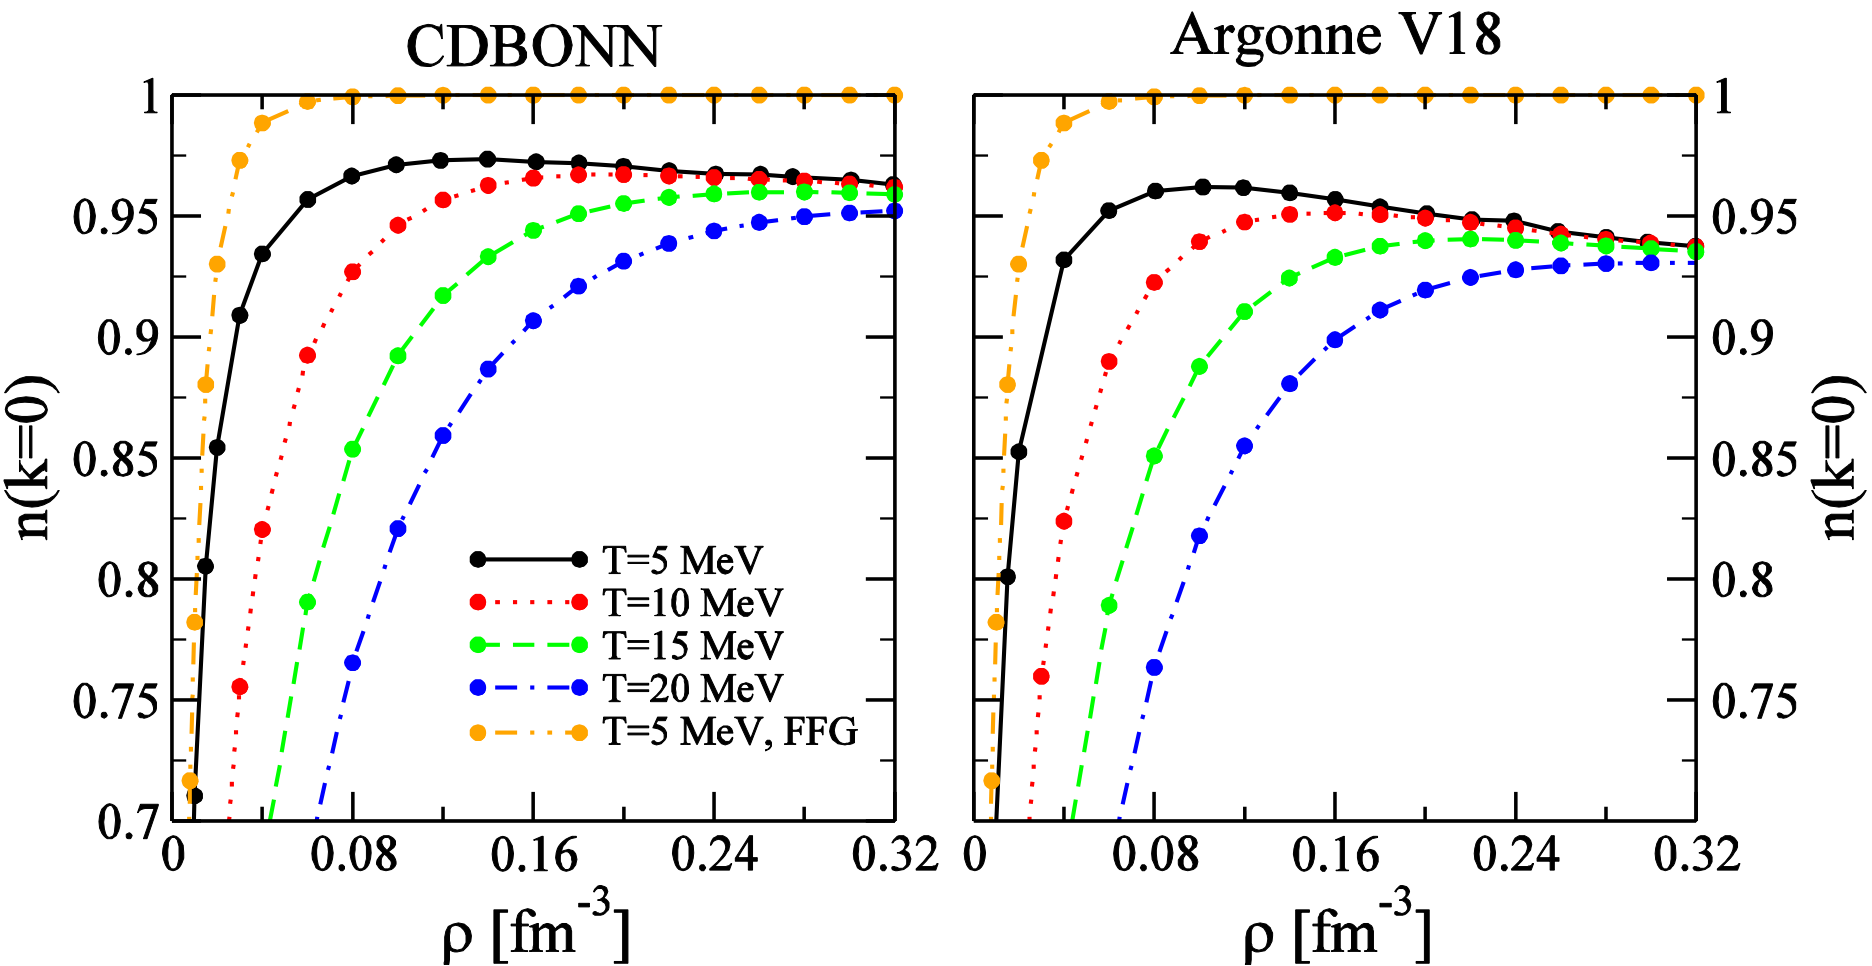 CDBONN
Argonne V18
n(k=0)
1
0.95
0.9
0.85
0.8
0.75
0.7
0
0.08
0.16
0.24
0.32
ρ [fm⁻³]
T=5 MeV
T=10 MeV
T=15 MeV
T=20 MeV
T=5 MeV, FFG
1
0.95
0.9
0.85
0.8
0.75
0
0.08
0.16
0.24
0.32
ρ [fm⁻³]
n(k=0)